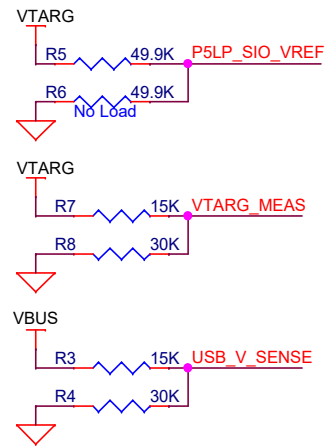 VTARG
R5 49.9K P5LP_SIO_VREF
R6 49.9K
No Load
VTARG
R7 15K VTARG_MEAS
R8 30K
VBUS
R3 15K USB_V_SENSE
R4 30K